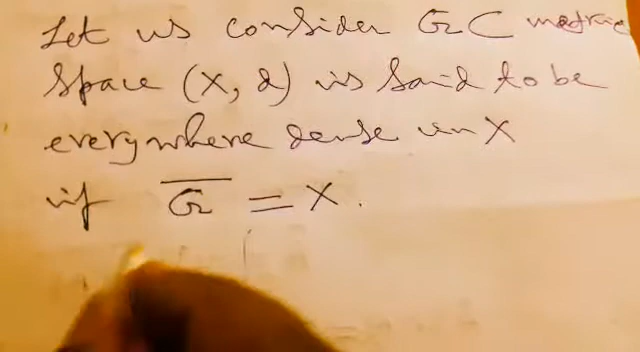 Let us consider G ⊂ metric
space (X, d) is said to be
everywhere dense in X
if G̅ = X.